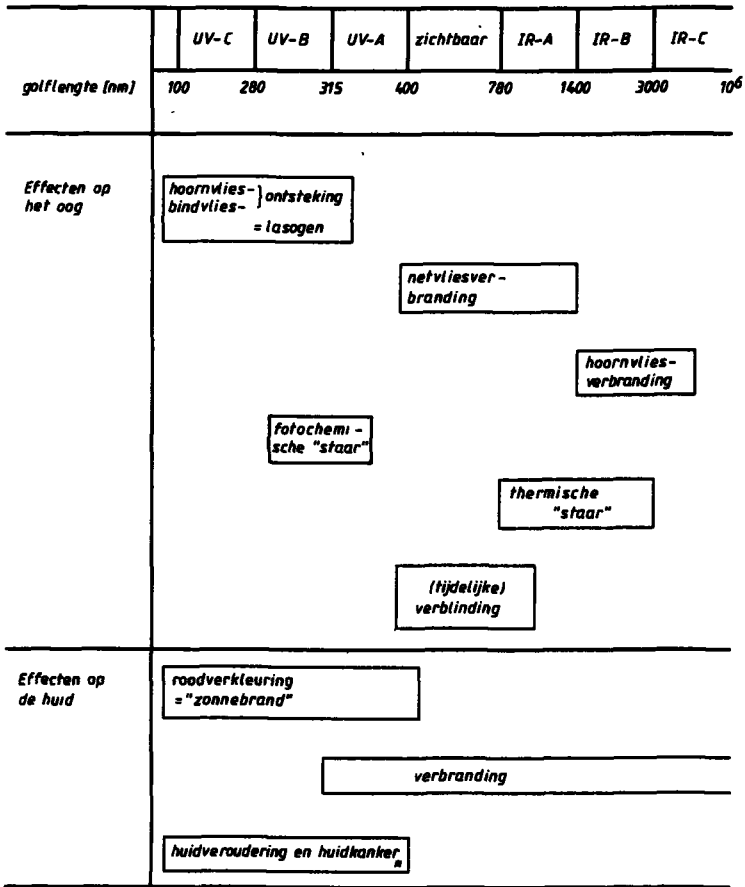 UV-C UV-B UV-A zichtbaar IR-A IR-B IR-C
golflengte [nm] 100 280 315 400 780 1400 3000 10⁶
Effecten op
het oog
hoornvlies-
bindvlies- } ontsteking
= lasogen
netvliesver-
branding
hoornvlies-
verbranding
fotochemi-
sche "staar"
thermische
"staar"
(tijdelijke)
verblinding
Effecten op
de huid
roodverkleuring
="zonnebrand"
verbranding
huidveroudering en huidkanker